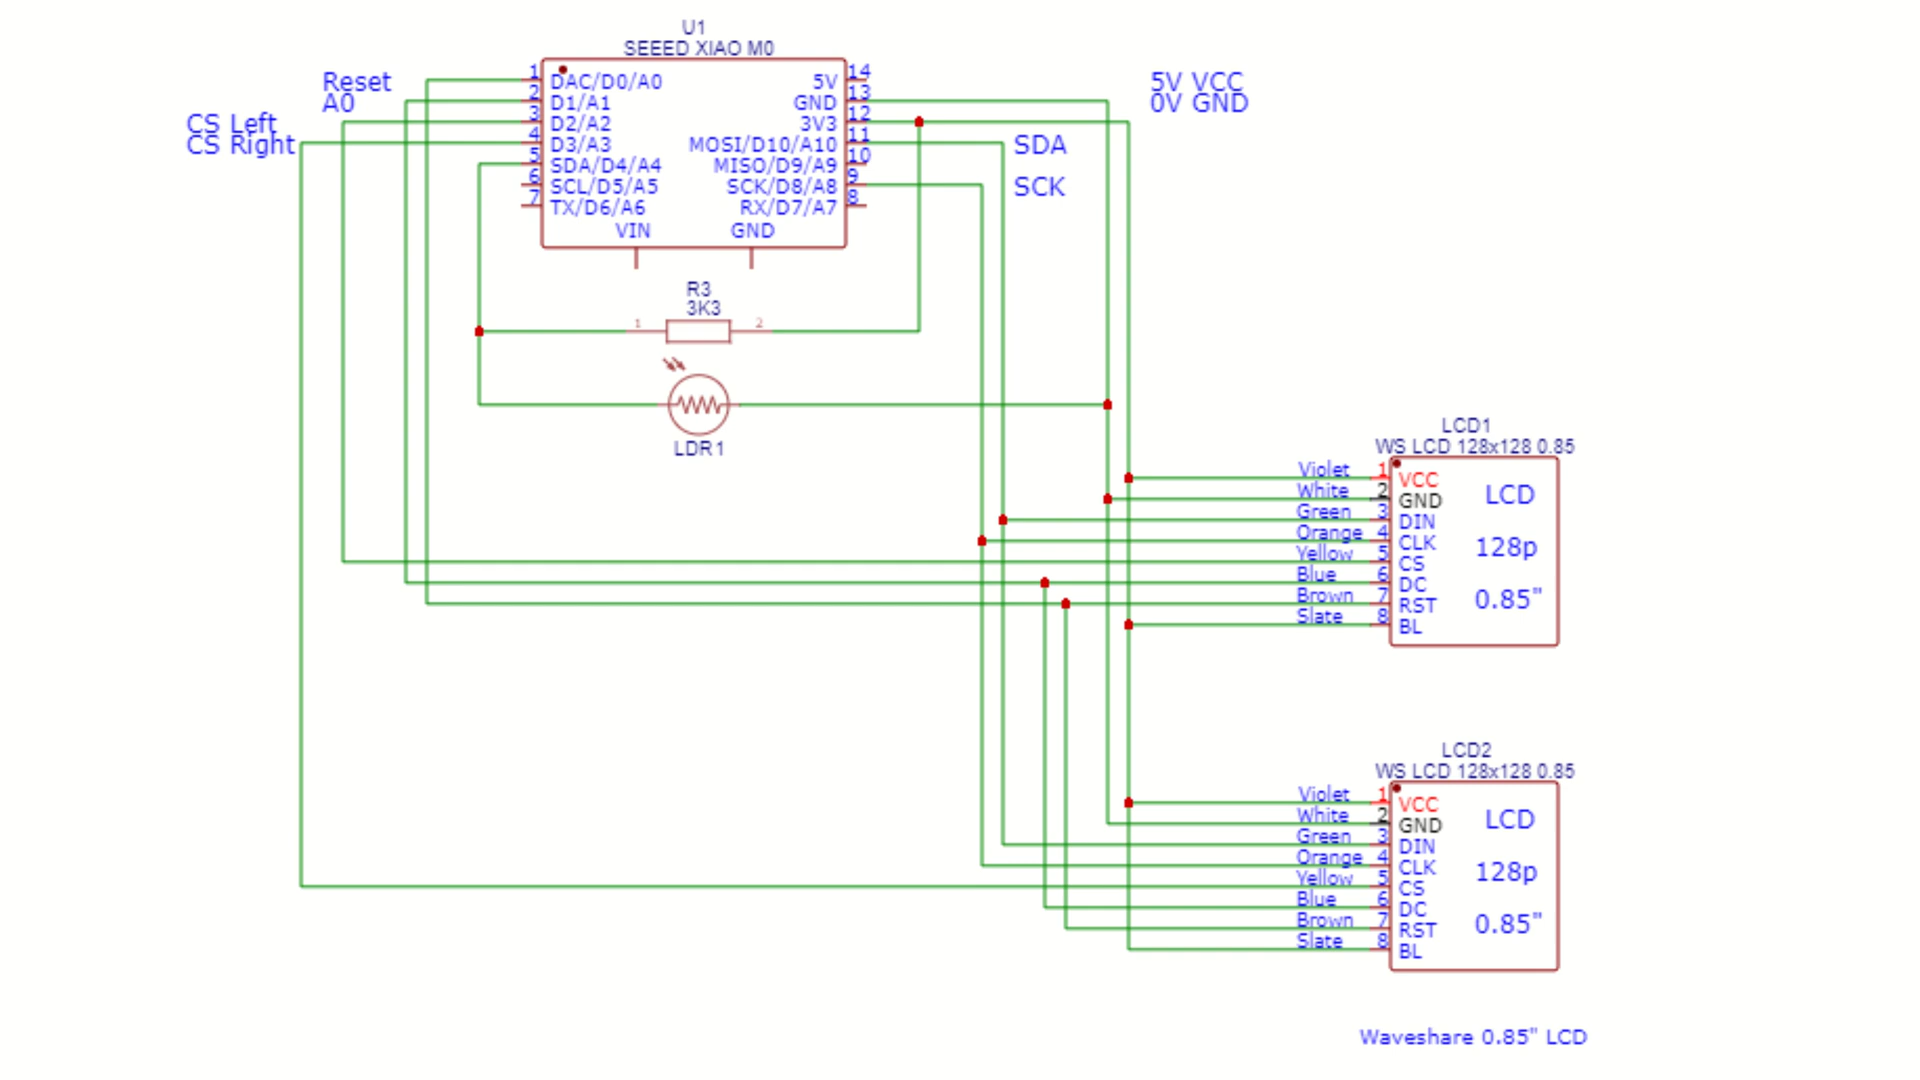 U1
SEEED XIAO M0
Reset
A0
CS Left
CS Right
1 DAC/D0/A0
2 D1/A1
3 D2/A2
4 D3/A3
5 SDA/D4/A4
6 SCL/D5/A5
7 TX/D6/A6
5V 14
GND 13
3V3 12
MOSI/D10/A10 11
MISO/D9/A9 10
SCK/D8/A8 9
RX/D7/A7 8
VIN GND
5V VCC
0V GND
SDA
SCK
R3
3K3
1 2
LDR1
LCD1
WS LCD 128x128 0.85
Violet 1 VCC
White 2 GND
Green 3 DIN
Orange 4 CLK
Yellow 5 CS
Blue 6 DC
Brown 7 RST
Slate 8 BL
LCD
128p
0.85"
LCD2
WS LCD 128x128 0.85
Violet 1 VCC
White 2 GND
Green 3 DIN
Orange 4 CLK
Yellow 5 CS
Blue 6 DC
Brown 7 RST
Slate 8 BL
LCD
128p
0.85"
Waveshare 0.85" LCD